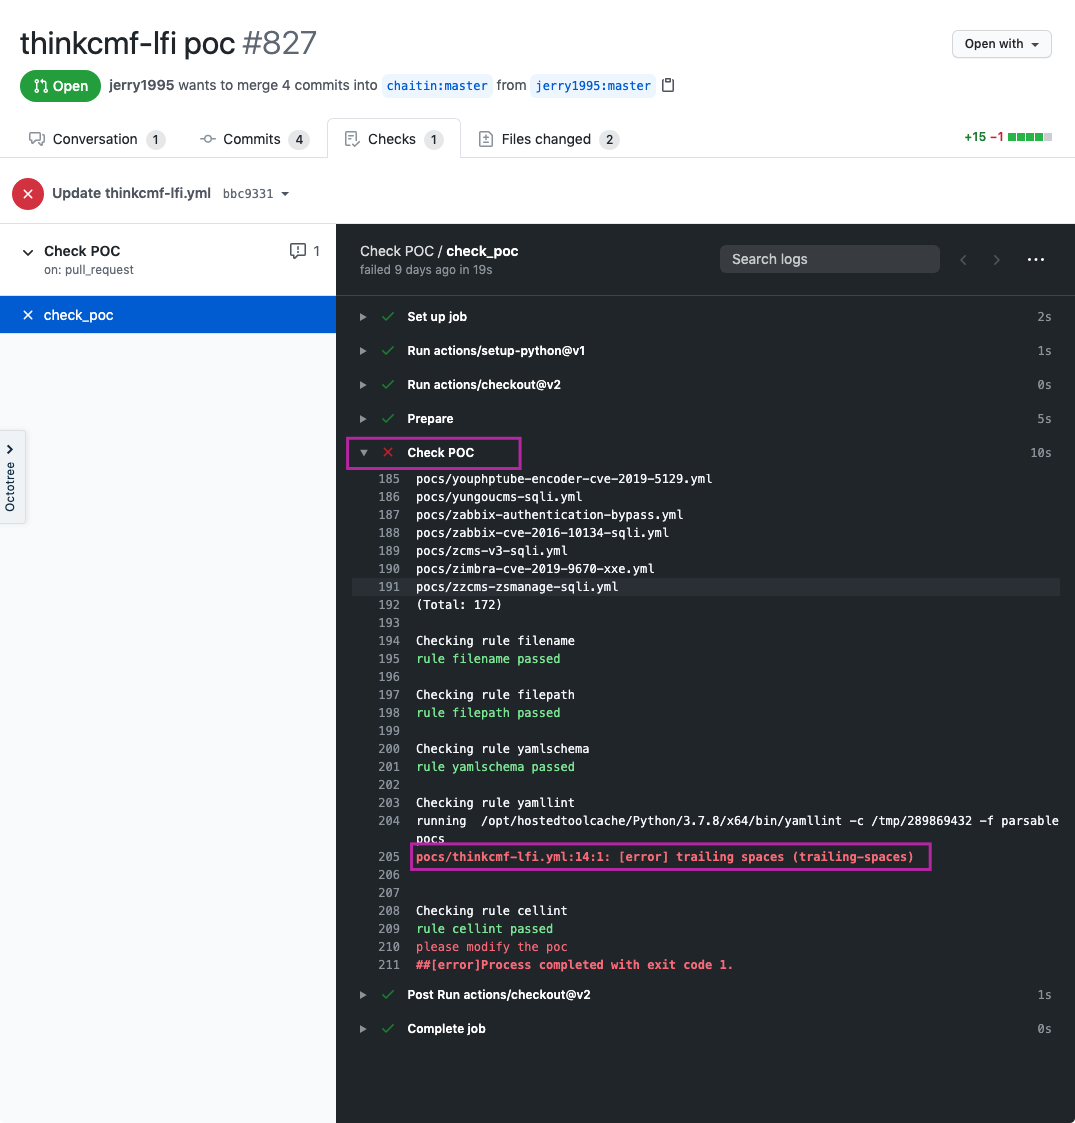 thinkcmf-lfi poc #827
Open with
Open jerry1995 wants to merge 4 commits into chaitin:master from jerry1995:master
Conversation 1 Commits 4 Checks 1 Files changed 2 +15 −1
Update thinkcmf-lfi.yml bbc9331
Check POC 1
on: pull_request
check_poc
Octotree
Check POC / check_poc
failed 9 days ago in 19s
Search logs
Set up job 2s
Run actions/setup-python@v1 1s
Run actions/checkout@v2 0s
Prepare 5s
Check POC 10s
185 pocs/youphptube-encoder-cve-2019-5129.yml
186 pocs/yungoucms-sqli.yml
187 pocs/zabbix-authentication-bypass.yml
188 pocs/zabbix-cve-2016-10134-sqli.yml
189 pocs/zcms-v3-sqli.yml
190 pocs/zimbra-cve-2019-9670-xxe.yml
191 pocs/zzcms-zsmanage-sqli.yml
192 (Total: 172)
193
194 Checking rule filename
195 rule filename passed
196
197 Checking rule filepath
198 rule filepath passed
199
200 Checking rule yamlschema
201 rule yamlschema passed
202
203 Checking rule yamllint
204 running  /opt/hostedtoolcache/Python/3.7.8/x64/bin/yamllint -c /tmp/289869432 -f parsable
pocs
205 pocs/thinkcmf-lfi.yml:14:1: [error] trailing spaces (trailing-spaces)
206
207
208 Checking rule cellint
209 rule cellint passed
210 please modify the poc
211 ##[error]Process completed with exit code 1.
Post Run actions/checkout@v2 1s
Complete job 0s